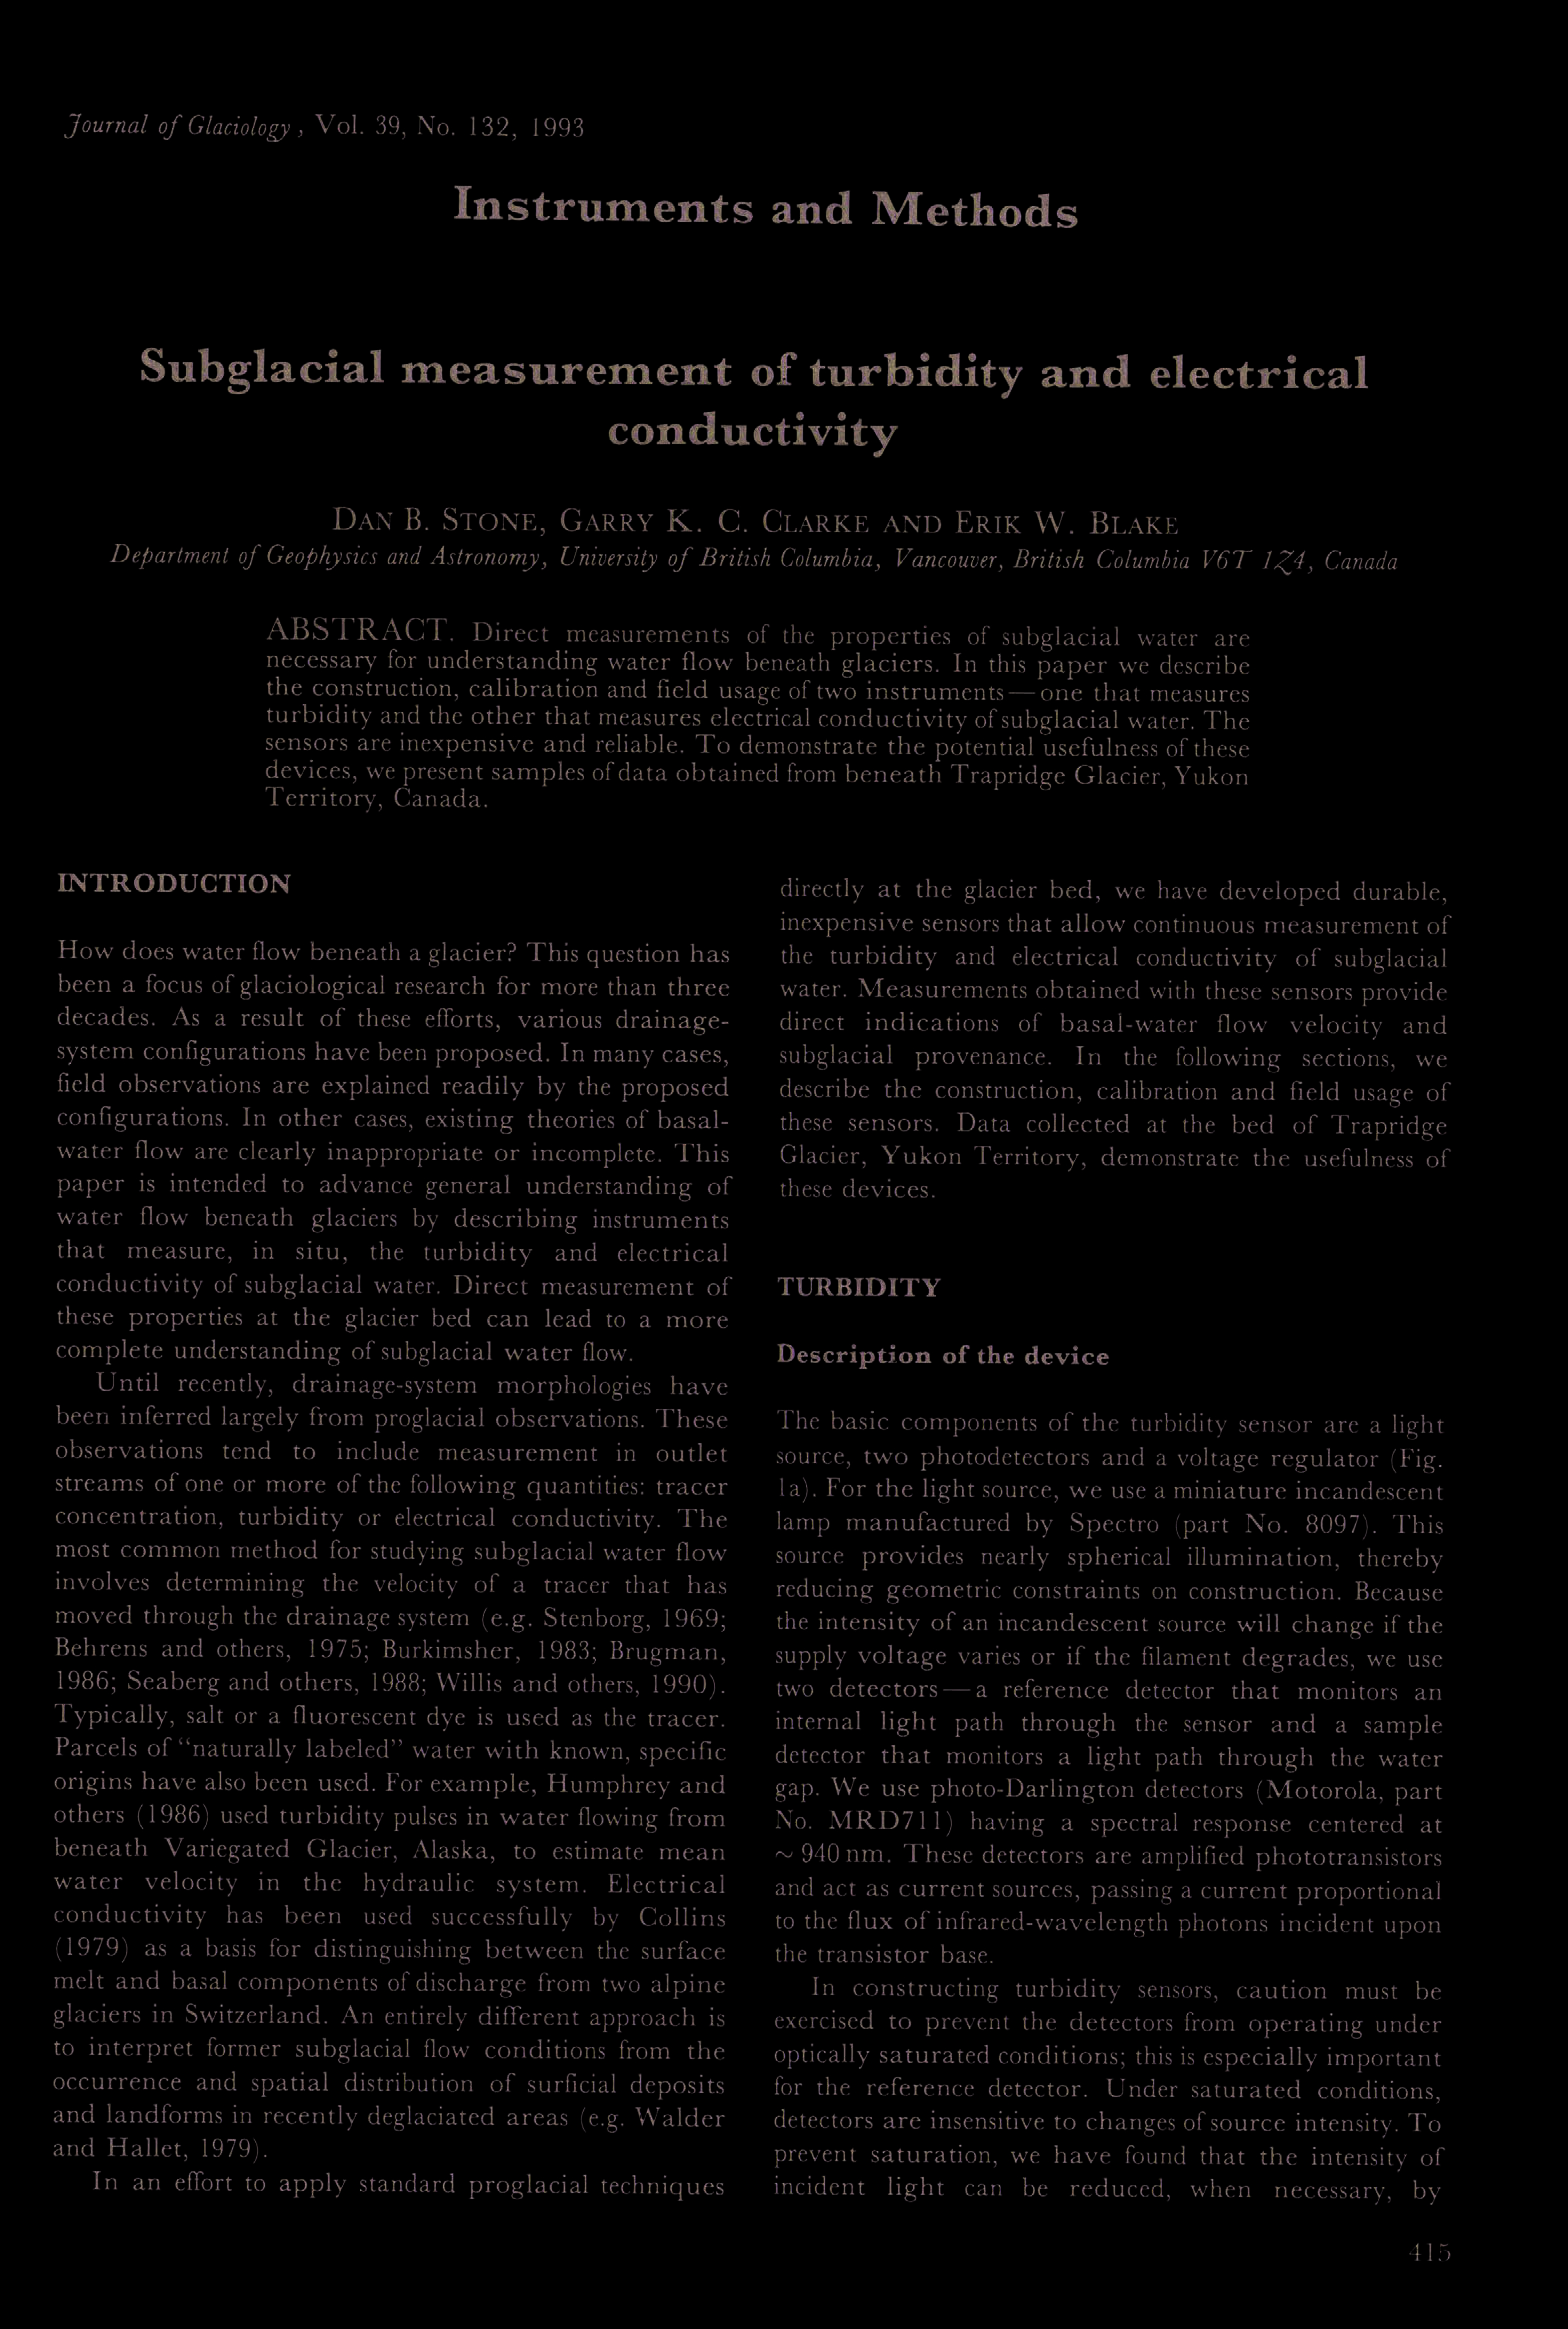 Journal of Glaciology, Vol. 39, No. 132, 1993
Instruments and Methods
Subglacial measurement of turbidity and electrical
conductivity
DAN B. STONE, GARRY K. C. CLARKE AND ERIK W. BLAKE
Department of Geophysics and Astronomy, University of British Columbia, Vancouver, British Columbia V6T 1Z4, Canada
ABSTRACT. Direct measurements of the properties of subglacial water are
necessary for understanding water flow beneath glaciers. In this paper we describe
the construction, calibration and field usage of two instruments—one that measures
turbidity and the other that measures electrical conductivity of subglacial water. The
sensors are inexpensive and reliable. To demonstrate the potential usefulness of these
devices, we present samples of data obtained from beneath Trapridge Glacier, Yukon
Territory, Canada.
INTRODUCTION
How does water flow beneath a glacier? This question has
been a focus of glaciological research for more than three
decades. As a result of these efforts, various drainage-
system configurations have been proposed. In many cases,
field observations are explained readily by the proposed
configurations. In other cases, existing theories of basal-
water flow are clearly inappropriate or incomplete. This
paper is intended to advance general understanding of
water flow beneath glaciers by describing instruments
that measure, in situ, the turbidity and electrical
conductivity of subglacial water. Direct measurement of
these properties at the glacier bed can lead to a more
complete understanding of subglacial water flow.
Until recently, drainage-system morphologies have
been inferred largely from proglacial observations. These
observations tend to include measurement in outlet
streams of one or more of the following quantities: tracer
concentration, turbidity or electrical conductivity. The
most common method for studying subglacial water flow
involves determining the velocity of a tracer that has
moved through the drainage system (e.g. Stenborg, 1969;
Behrens and others, 1975; Burkimsher, 1983; Brugman,
1986; Seaberg and others, 1988; Willis and others, 1990).
Typically, salt or a fluorescent dye is used as the tracer.
Parcels of “naturally labeled” water with known, specific
origins have also been used. For example, Humphrey and
others (1986) used turbidity pulses in water flowing from
beneath Variegated Glacier, Alaska, to estimate mean
water velocity in the hydraulic system. Electrical
conductivity has been used successfully by Collins
(1979) as a basis for distinguishing between the surface
melt and basal components of discharge from two alpine
glaciers in Switzerland. An entirely different approach is
to interpret former subglacial flow conditions from the
occurrence and spatial distribution of surficial deposits
and landforms in recently deglaciated areas (e.g. Walder
and Hallet, 1979).
In an effort to apply standard proglacial techniques
directly at the glacier bed, we have developed durable,
inexpensive sensors that allow continuous measurement of
the turbidity and electrical conductivity of subglacial
water. Measurements obtained with these sensors provide
direct indications of basal-water flow velocity and
subglacial provenance. In the following sections, we
describe the construction, calibration and field usage of
these sensors. Data collected at the bed of Trapridge
Glacier, Yukon Territory, demonstrate the usefulness of
these devices.
TURBIDITY
Description of the device
The basic components of the turbidity sensor are a light
source, two photodetectors and a voltage regulator (Fig.
1a). For the light source, we use a miniature incandescent
lamp manufactured by Spectro (part No. 8097). This
source provides nearly spherical illumination, thereby
reducing geometric constraints on construction. Because
the intensity of an incandescent source will change if the
supply voltage varies or if the filament degrades, we use
two detectors—a reference detector that monitors an
internal light path through the sensor and a sample
detector that monitors a light path through the water
gap. We use photo-Darlington detectors (Motorola, part
No. MRD711) having a spectral response centered at
~ 940 nm. These detectors are amplified phototransistors
and act as current sources, passing a current proportional
to the flux of infrared-wavelength photons incident upon
the transistor base.
In constructing turbidity sensors, caution must be
exercised to prevent the detectors from operating under
optically saturated conditions; this is especially important
for the reference detector. Under saturated conditions,
detectors are insensitive to changes of source intensity. To
prevent saturation, we have found that the intensity of
incident light can be reduced, when necessary, by
415